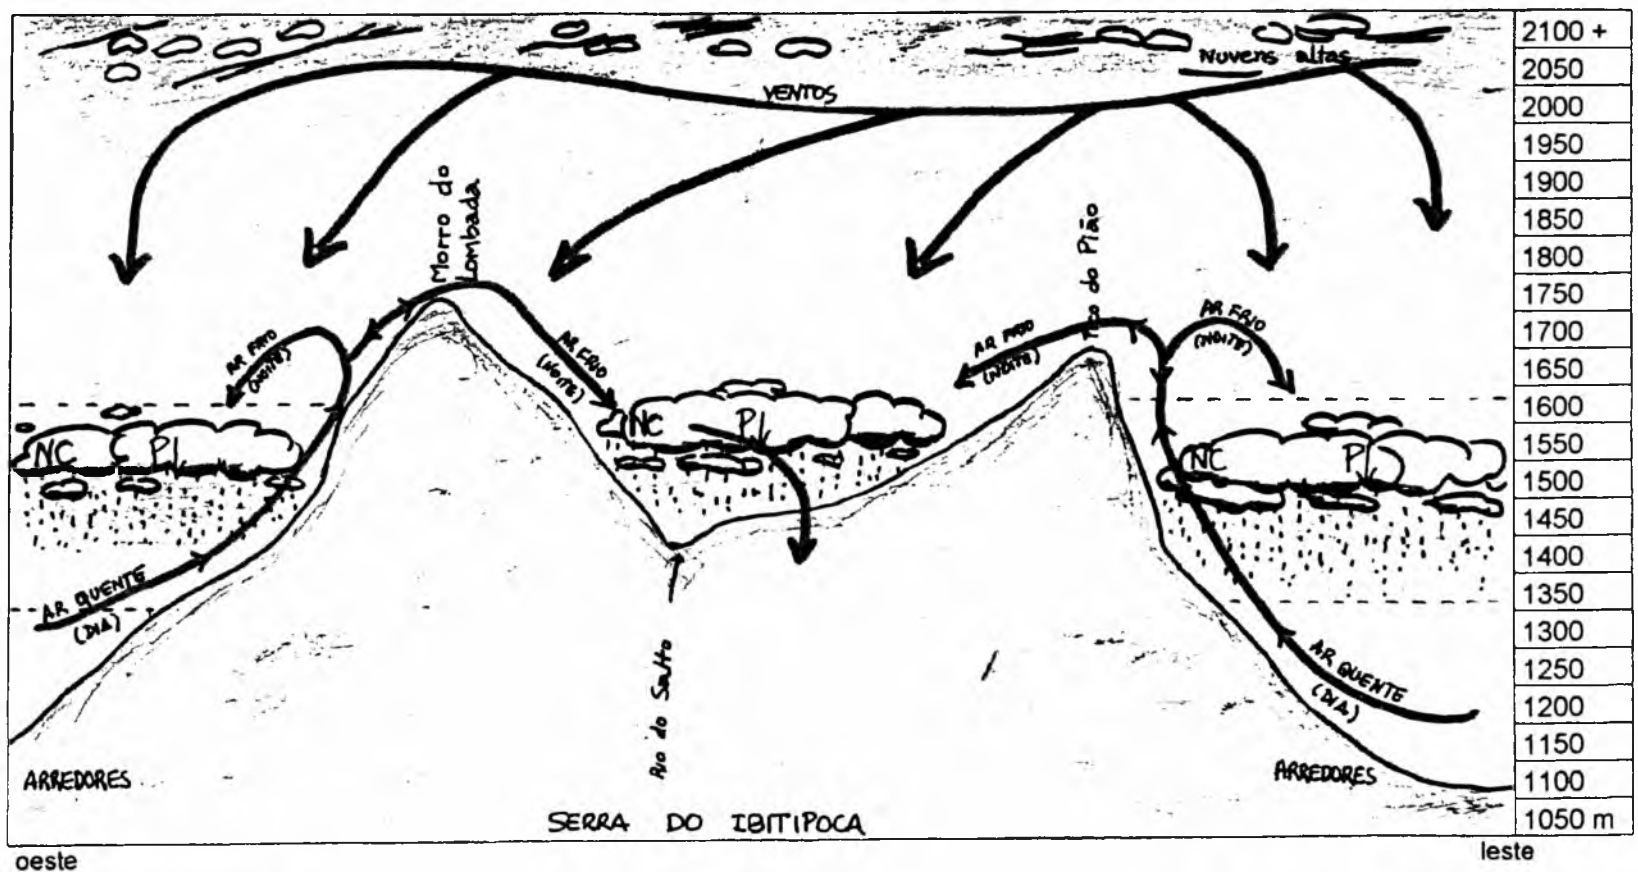 Nuvens altas
VENTOS
Morro do
Lombada
Pico do Pião
AR FRIO
(NOITE)
AR FRIO
(NOITE)
AR FRIO
(NOITE)
AR FRIO
(NOITE)
NC
NC
NC
AR QUENTE
(DIA)
AR QUENTE
(DIA)
Rio do Salto
ARREDORES
ARREDORES
SERRA DO IBITIPOCA
2100 +
2050
2000
1950
1900
1850
1800
1750
1700
1650
1600
1550
1500
1450
1400
1350
1300
1250
1200
1150
1100
1050 m
oeste
leste